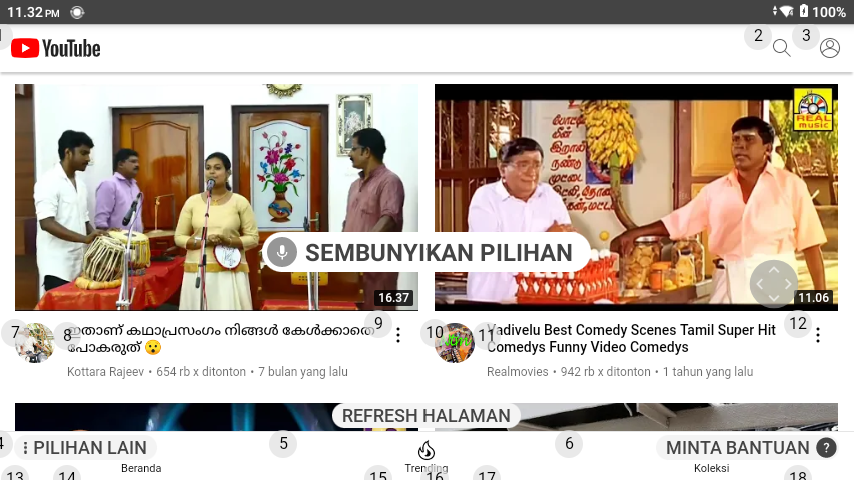 11.32 PM
100%
2
3
YouTube
REAL
music
போட்டி
மீன்
இறால்
நண்டு
முட்டை
இட்லி, தோசை
SEMBUNYIKAN PILIHAN
16.37
11.06
7
8
ഇതാണ് കഥാപ്രസംഗം നിങ്ങൾ കേൾക്കാതെ
പോകരുത് 😮
9
Kottara Rajeev • 654 rb x ditonton • 7 bulan yang lalu
10
11
Vadivelu Best Comedy Scenes Tamil Super Hit
Comedys Funny Video Comedys
12
Realmovies • 942 rb x ditonton • 1 tahun yang lalu
REFRESH HALAMAN
4
PILIHAN LAIN
5
6
MINTA BANTUAN ?
Beranda
Trending
Koleksi
13
14
15
16
17
18